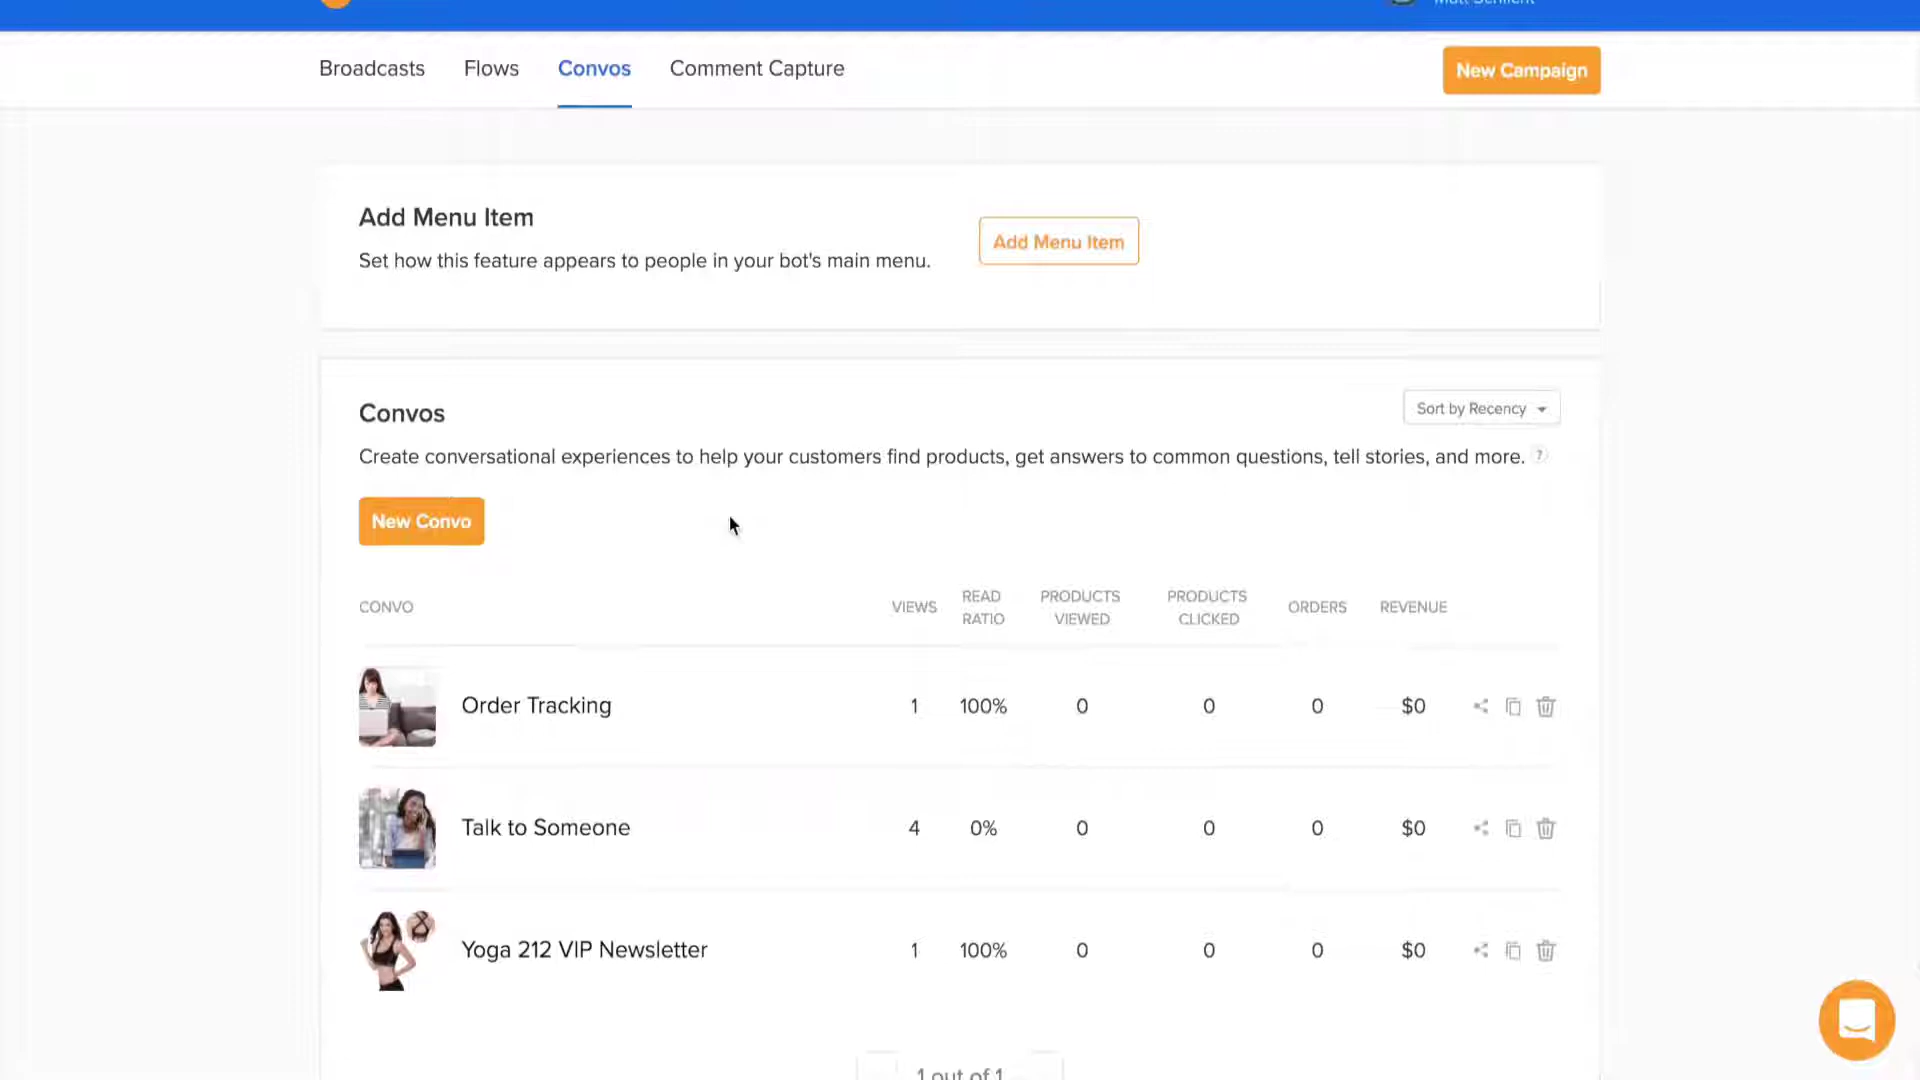 Broadcasts
Flows
Convos
Comment Capture
New Campaign
Add Menu Item
Set how this feature appears to people in your bot's main menu.
Add Menu Item
Convos
Sort by Recency
Create conversational experiences to help your customers find products, get answers to common questions, tell stories, and more. ?
New Convo
CONVO
VIEWS
READ
RATIO
PRODUCTS
VIEWED
PRODUCTS
CLICKED
ORDERS
REVENUE
Order Tracking
1
100%
0
0
0
$0
Talk to Someone
4
0%
0
0
0
$0
Yoga 212 VIP Newsletter
1
100%
0
0
0
$0
1 out of 1